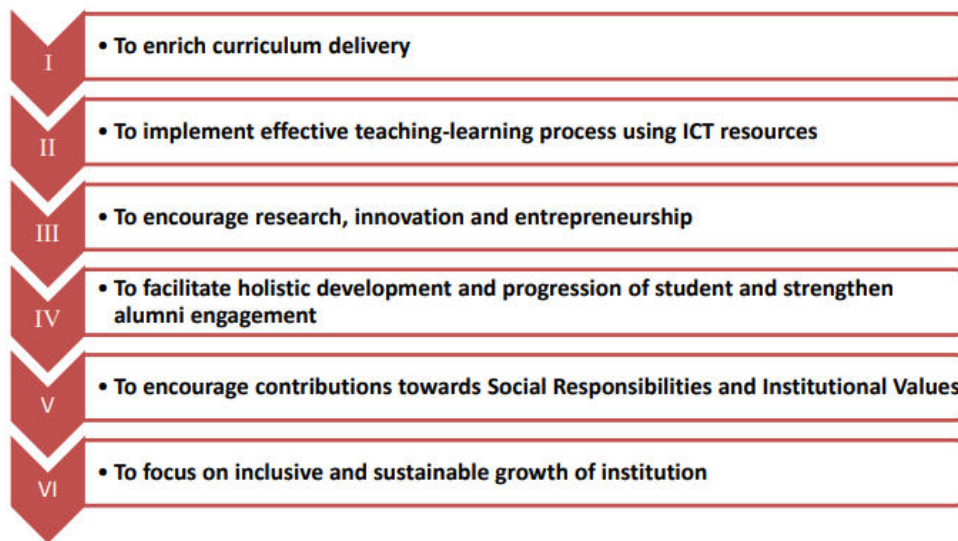 I
• To enrich curriculum delivery
II
• To implement effective teaching-learning process using ICT resources
III
• To encourage research, innovation and entrepreneurship
IV
• To facilitate holistic development and progression of student and strengthen
alumni engagement
V
• To encourage contributions towards Social Responsibilities and Institutional Values
VI
• To focus on inclusive and sustainable growth of institution